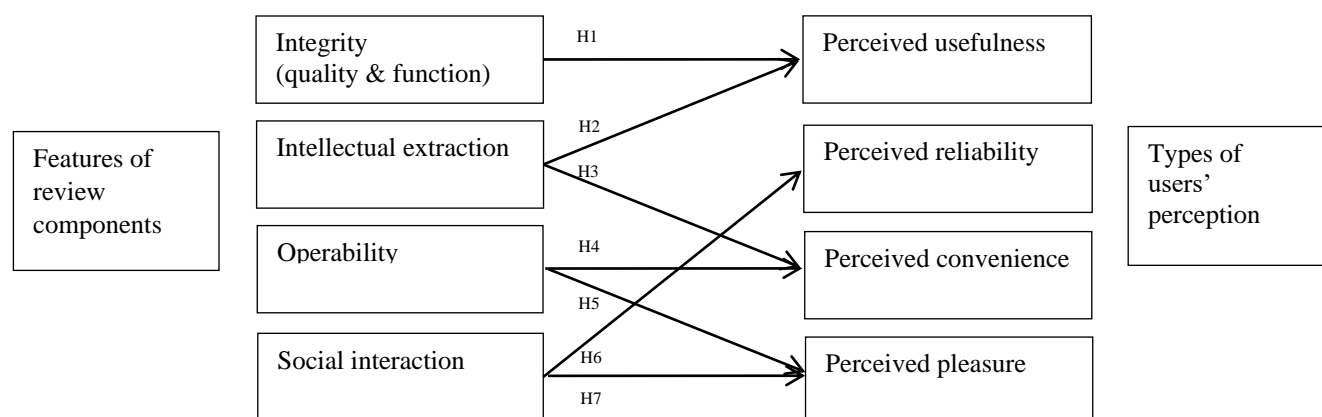 Features of
review
components
Integrity
(quality & function)
Intellectual extraction
Operability
Social interaction
H1
H2
H3
H4
H5
H6
H7
Perceived usefulness
Perceived reliability
Perceived convenience
Perceived pleasure
Types of
users’
perception